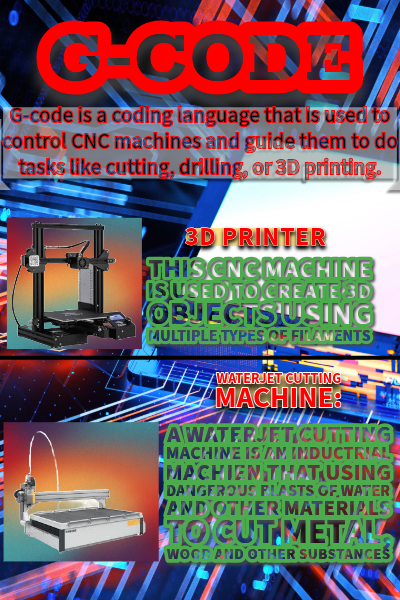 G-CODE
G-code is a coding language that is used to
control CNC machines and guide them to do
tasks like cutting, drilling, or 3D printing.
3D PRINTER
THIS CNC MACHINE
IS USED TO CREATE 3D
OBJECTS USING
MULTIPLE TYPES OF FILAMENTS
WATERJET CUTTING
MACHINE:
A WATERJET CUTTING
MACHINE IS AN INDUCTRIAL
MACHIEN THAT USING
DANGEROUS BLASTS OF WATER
AND OTHER MATERIALS
TO CUT METAL,
WOOD AND OTHER SUBSTANCES